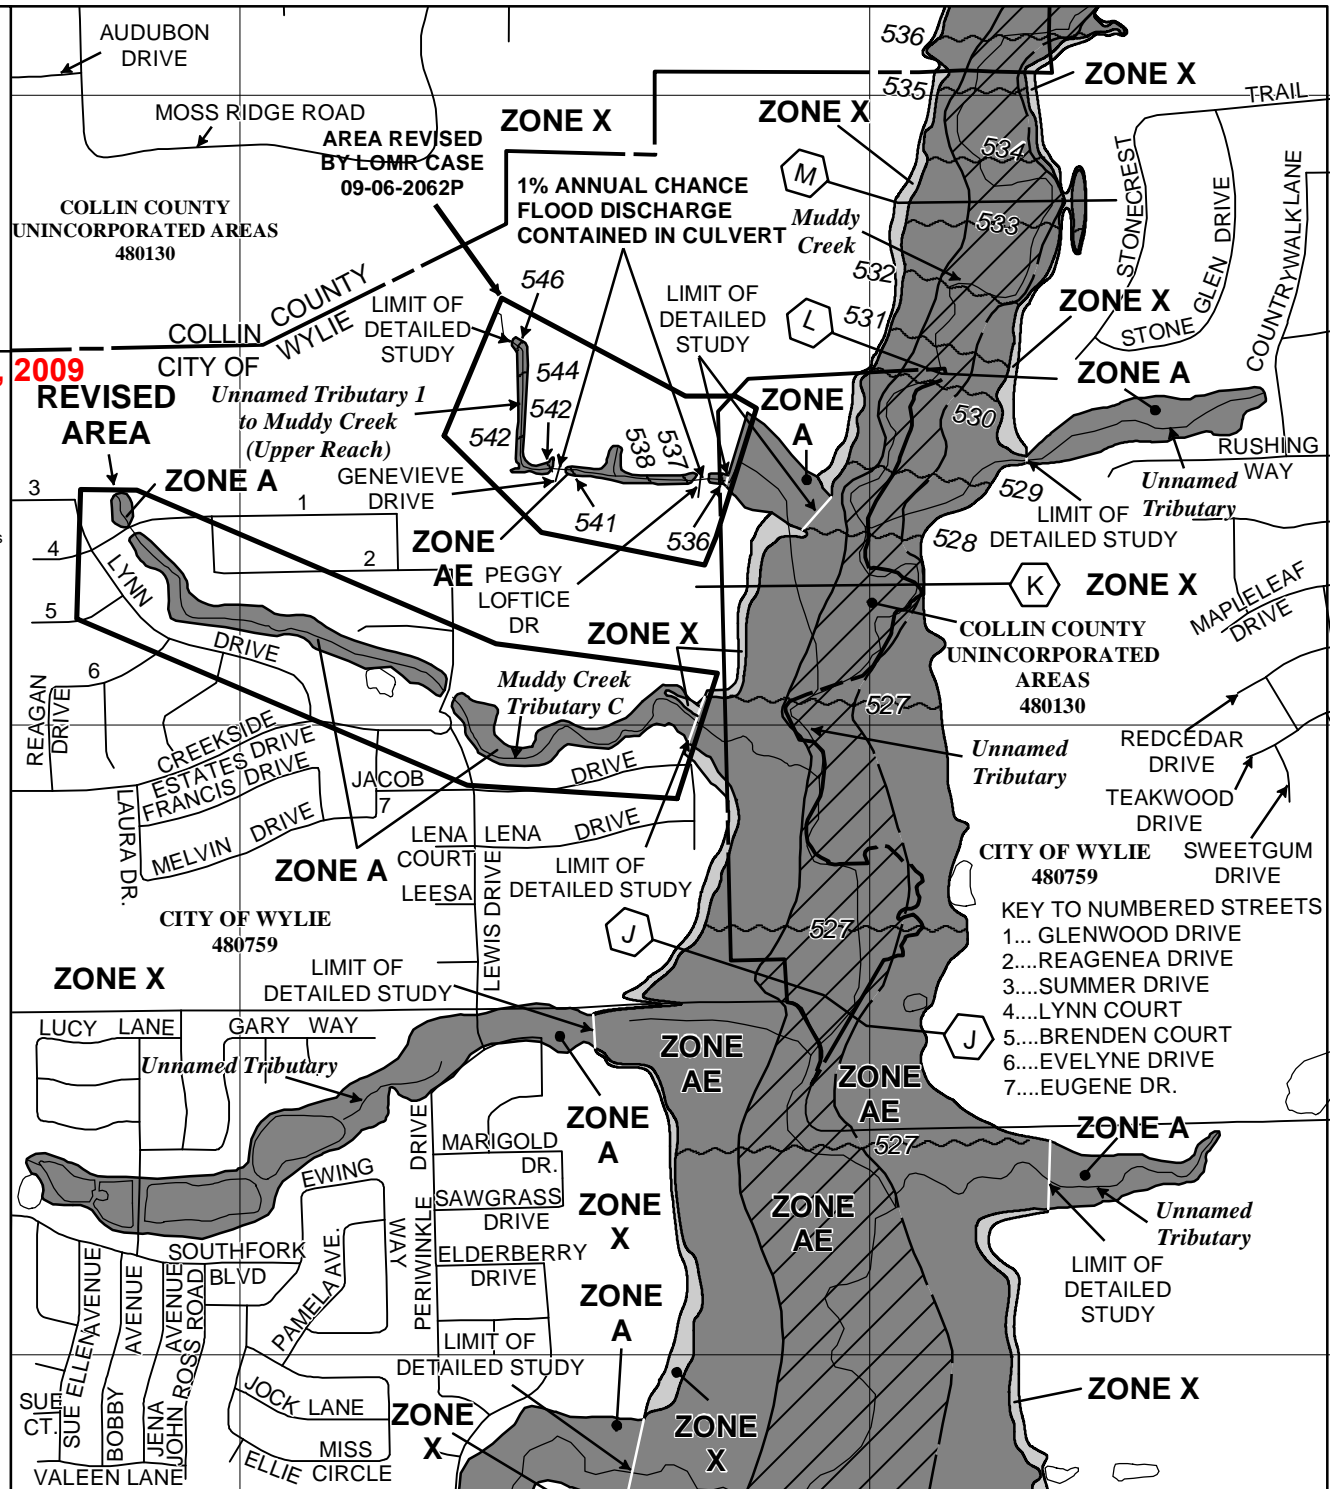 AUDUBON
DRIVE
MOSS RIDGE ROAD
ZONE X
AREA REVISED
BY LOMR CASE
09-06-2062P
1% ANNUAL CHANCE
FLOOD DISCHARGE
CONTAINED IN CULVERT
COLLIN COUNTY
UNINCORPORATED AREAS
480130
536
535
ZONE X
ZONE X
TRAIL
M
Muddy
Creek
534
533
532
531
STONECREST
GLEN DRIVE
STONE
COUNTRYWALKLANE
ZONE X
L
COLLIN COUNTY
CITY OF WYLIE
LIMIT OF
DETAILED
STUDY
546
544
542
542
LIMIT OF
DETAILED
STUDY
, 2009
REVISED
AREA
Unnamed Tributary 1
to Muddy Creek
(Upper Reach)
ZONE
A
ZONE A
530
529
528
RUSHING
WAY
Unnamed
Tributary
LIMIT OF
DETAILED STUDY
GENEVIEVE
DRIVE
538
537
541
536
ZONE
AE
PEGGY
LOFTICE
DR
ZONE A
3
1
4
2
5
6
LYNN
DRIVE
K
ZONE X
MAPLELEAF
DRIVE
COLLIN COUNTY
UNINCORPORATED
AREAS
480130
ZONE X
Muddy Creek
Tributary C
527
Unnamed
Tributary
REAGAN
DRIVE
CREEKSIDE
ESTATES DRIVE
FRANCIS DRIVE
JACOB
DRIVE
7
MELVIN DRIVE
LAURA DR.
REDCEDAR
DRIVE
TEAKWOOD
DRIVE
SWEETGUM
DRIVE
LENA
COURT
LENA DRIVE
LEESA
LEWIS DRIVE
ZONE A
LIMIT OF
DETAILED STUDY
CITY OF WYLIE
480759
CITY OF WYLIE
480759
KEY TO NUMBERED STREETS
1... GLENWOOD DRIVE
2....REAGENEA DRIVE
3....SUMMER DRIVE
4....LYNN COURT
5....BRENDEN COURT
6....EVELYNE DRIVE
7....EUGENE DR.
J
527
J
ZONE X
LIMIT OF
DETAILED STUDY
LUCY LANE
GARY WAY
Unnamed Tributary
ZONE
AE
ZONE
AE
527
ZONE
A
ZONE A
MARIGOLD
DR.
SAWGRASS
DRIVE
ELDERBERRY
DRIVE
PERIWINKLE DRIVE
WAY
EWING
ZONE
X
ZONE
AE
Unnamed
Tributary
LIMIT OF
DETAILED
STUDY
SOUTHFORK
BLVD
PAMELA AVE.
ZONE
A
LIMIT OF
DETAILED STUDY
SUE ELLEN AVENUE
BOBBY AVENUE
JENA AVENUE
JOHN ROSS ROAD
SUE
CT.
JOCK LANE
MISS
ELLIE CIRCLE
VALEEN LANE
ZONE
X
ZONE
X
ZONE X